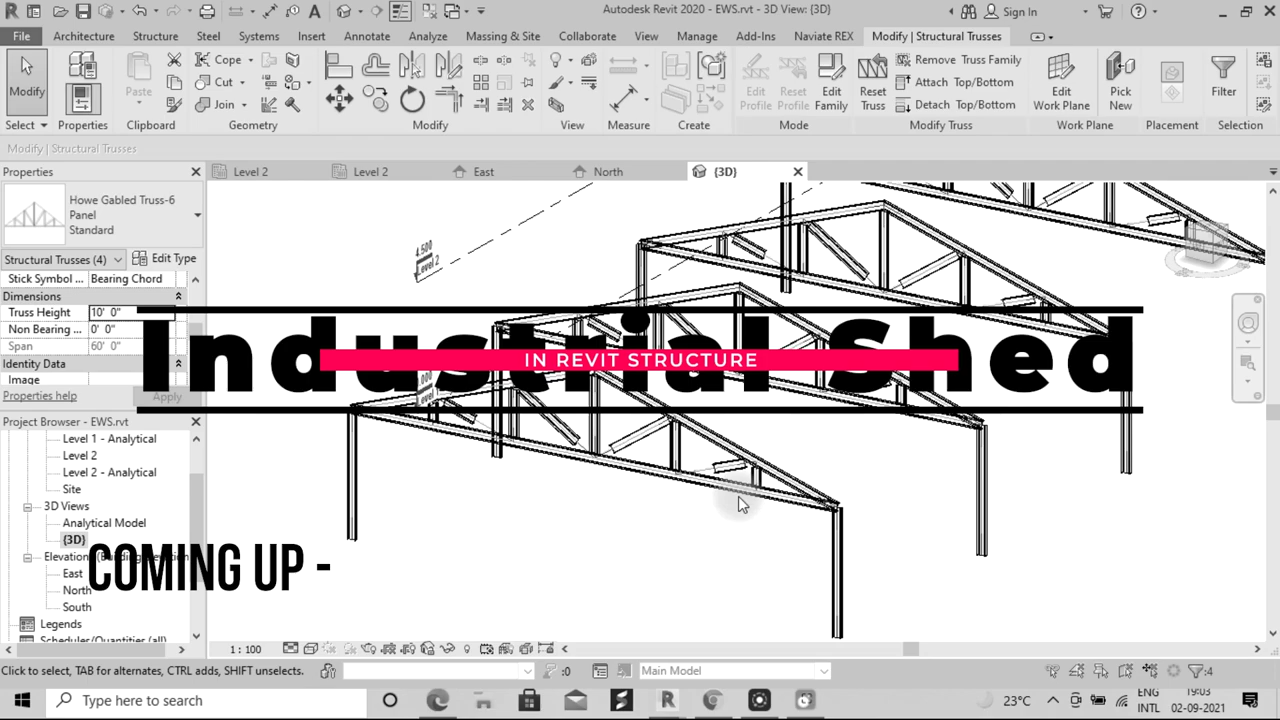 Autodesk Revit 2020 - EWS.rvt - 3D View: {3D}
Sign In
File Architecture Structure Steel Systems Insert Annotate Analyze Massing & Site Collaborate View Manage Add-Ins Naviate REX Modify | Structural Trusses
Modify
Paste
Cope
Cut
Join
Edit Profile
Reset Profile
Edit Family
Reset Truss
Remove Truss Family
Attach Top/Bottom
Detach Top/Bottom
Edit Work Plane
Pick New
Filter
Select Properties Clipboard Geometry Modify View Measure Create Mode Modify Truss Work Plane Placement Selection
Modify | Structural Trusses
Properties
Level 2 Level 2 East North {3D}
Howe Gabled Truss-6
Panel
Standard
Structural Trusses (4) Edit Type
Stick Symbol ... Bearing Chord
Dimensions
Truss Height 10' 0"
Non Bearing ... 0' 0"
Span 60' 0"
Identity Data
Image
Properties help Apply
4.500
Level 2
Industrial Shed
IN REVIT STRUCTURE
Project Browser - EWS.rvt
Level 1 - Analytical
Level 2
Level 2 - Analytical
Site
3D Views
Analytical Model
{3D}
COMING UP -
East
North
South
Legends
Schedules/Quantities (all)
1 : 100
Click to select, TAB for alternates, CTRL adds, SHIFT unselects.
:0
Main Model
:4
Type here to search
23°C
ENG
INTL
19:03
02-09-2021